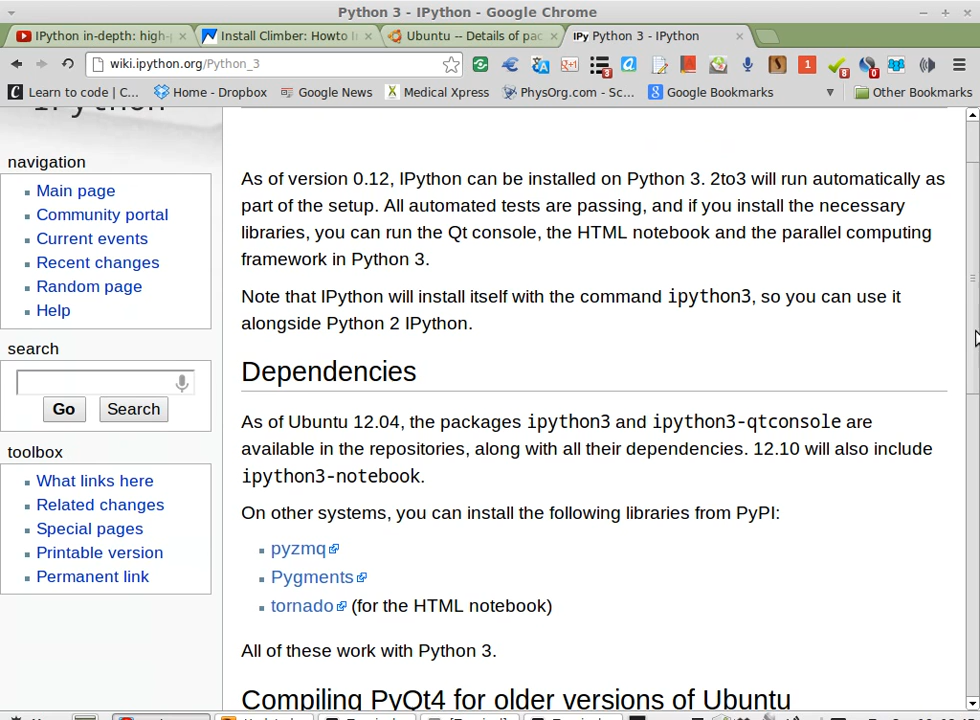 Python 3 - IPython - Google Chrome
IPython in-depth: high-
Install Climber: Howto li
Ubuntu -- Details of pac
IPy Python 3 - IPython
wiki.ipython.org/Python_3
Learn to code | C...
Home - Dropbox
Google News
Medical Xpress
PhysOrg.com - Sc...
Google Bookmarks
Other Bookmarks
navigation
Main page
Community portal
Current events
Recent changes
Random page
Help
search
Go
Search
toolbox
What links here
Related changes
Special pages
Printable version
Permanent link
As of version 0.12, IPython can be installed on Python 3. 2to3 will run automatically as
part of the setup. All automated tests are passing, and if you install the necessary
libraries, you can run the Qt console, the HTML notebook and the parallel computing
framework in Python 3.
Note that IPython will install itself with the command ipython3, so you can use it
alongside Python 2 IPython.
Dependencies
As of Ubuntu 12.04, the packages ipython3 and ipython3-qtconsole are
available in the repositories, along with all their dependencies. 12.10 will also include
ipython3-notebook.
On other systems, you can install the following libraries from PyPI:
pyzmq
Pygments
tornado (for the HTML notebook)
All of these work with Python 3.
Compiling PyQt4 for older versions of Ubuntu